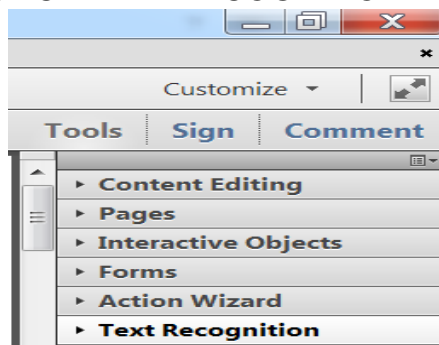 Customize
Tools Sign Comment
Content Editing
Pages
Interactive Objects
Forms
Action Wizard
Text Recognition